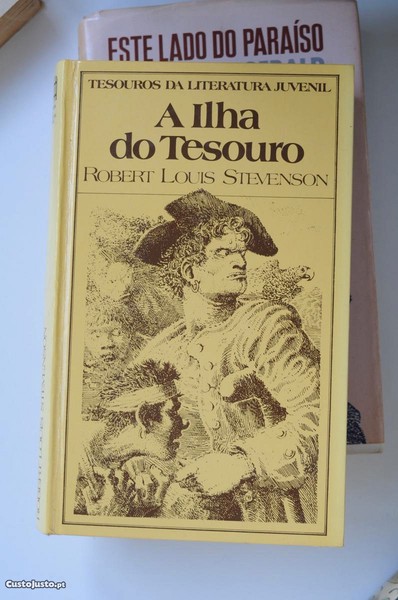 ESTE LADO DO PARAÍSO
TESOUROS DA LITERATURA JUVENIL
A Ilha
do Tesouro
ROBERT LOUIS STEVENSON
CustoJusto.pt